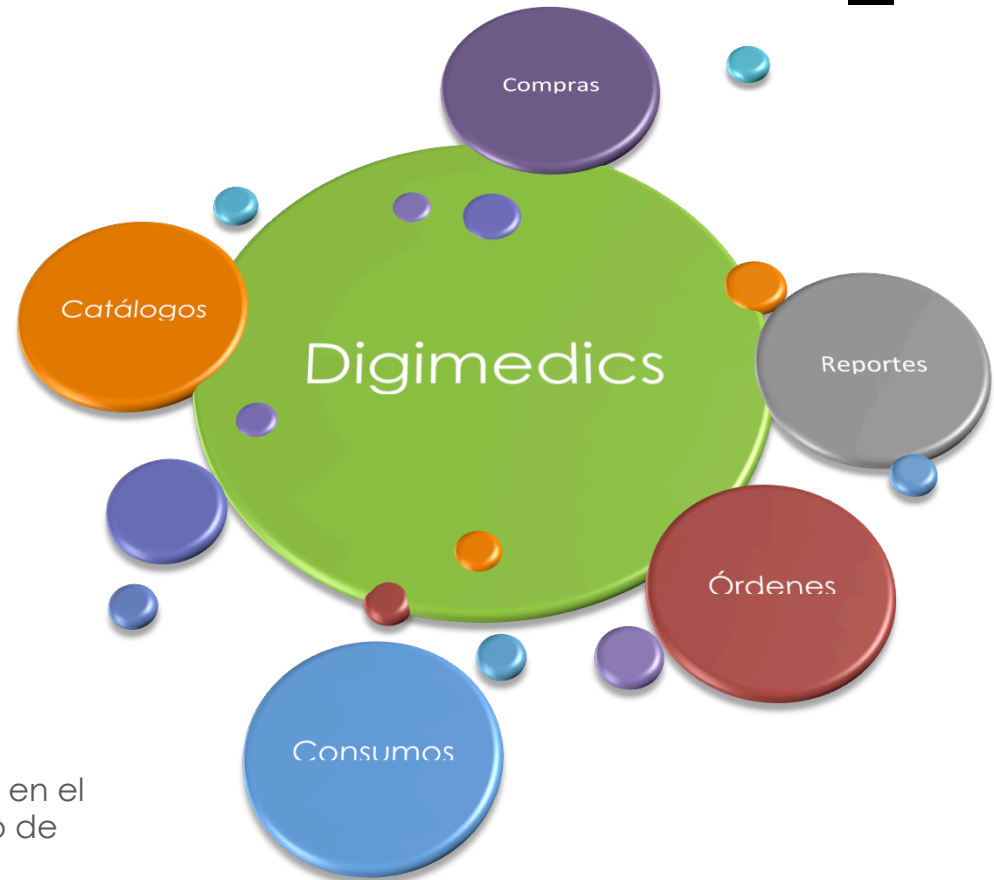 Compras
Catálogos
Digimedics
Reportes
Órdenes
Consumos
en el
de